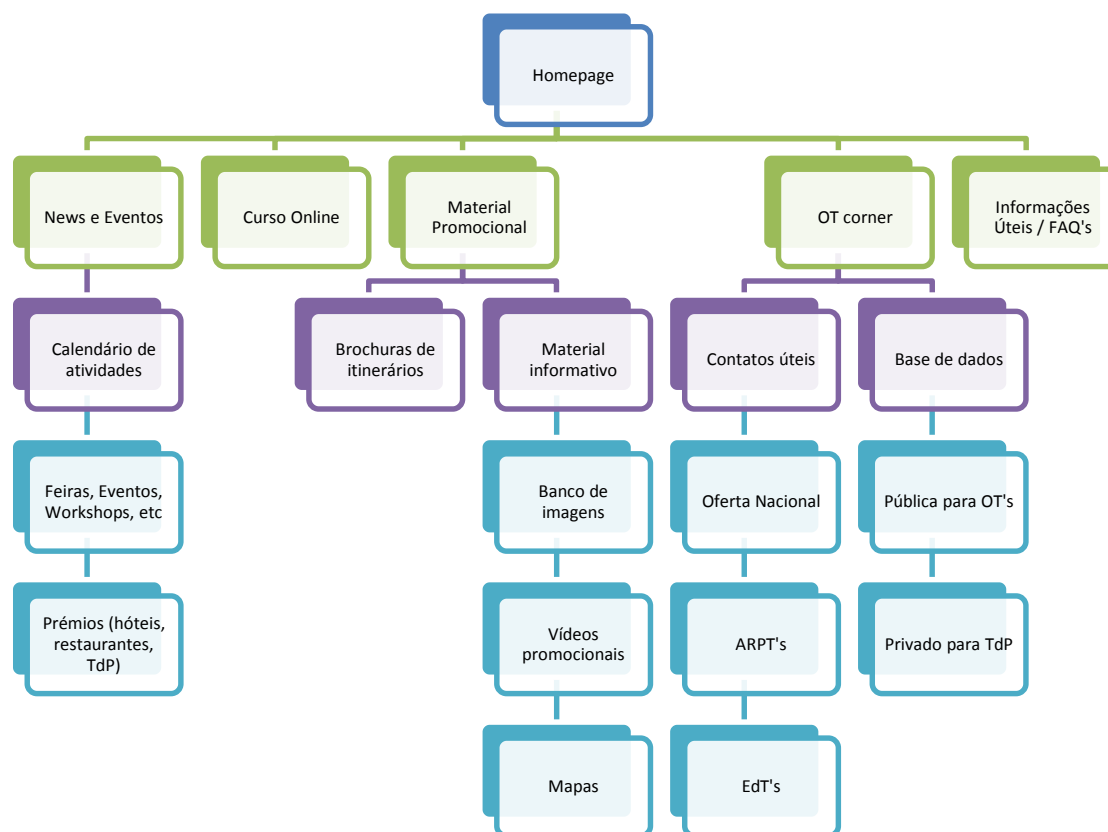 Homepage
News e Eventos
Curso Online
Material
Promocional
OT corner
Informações
Úteis / FAQ's
Calendário de
atividades
Brochuras de
itinerários
Material
informativo
Contatos úteis
Base de dados
Feiras, Eventos,
Workshops, etc
Banco de
imagens
Oferta Nacional
Pública para OT's
Prémios (hóteis,
restaurantes,
TdP)
Vídeos
promocionais
ARPT's
Privado para TdP
Mapas
EdT's